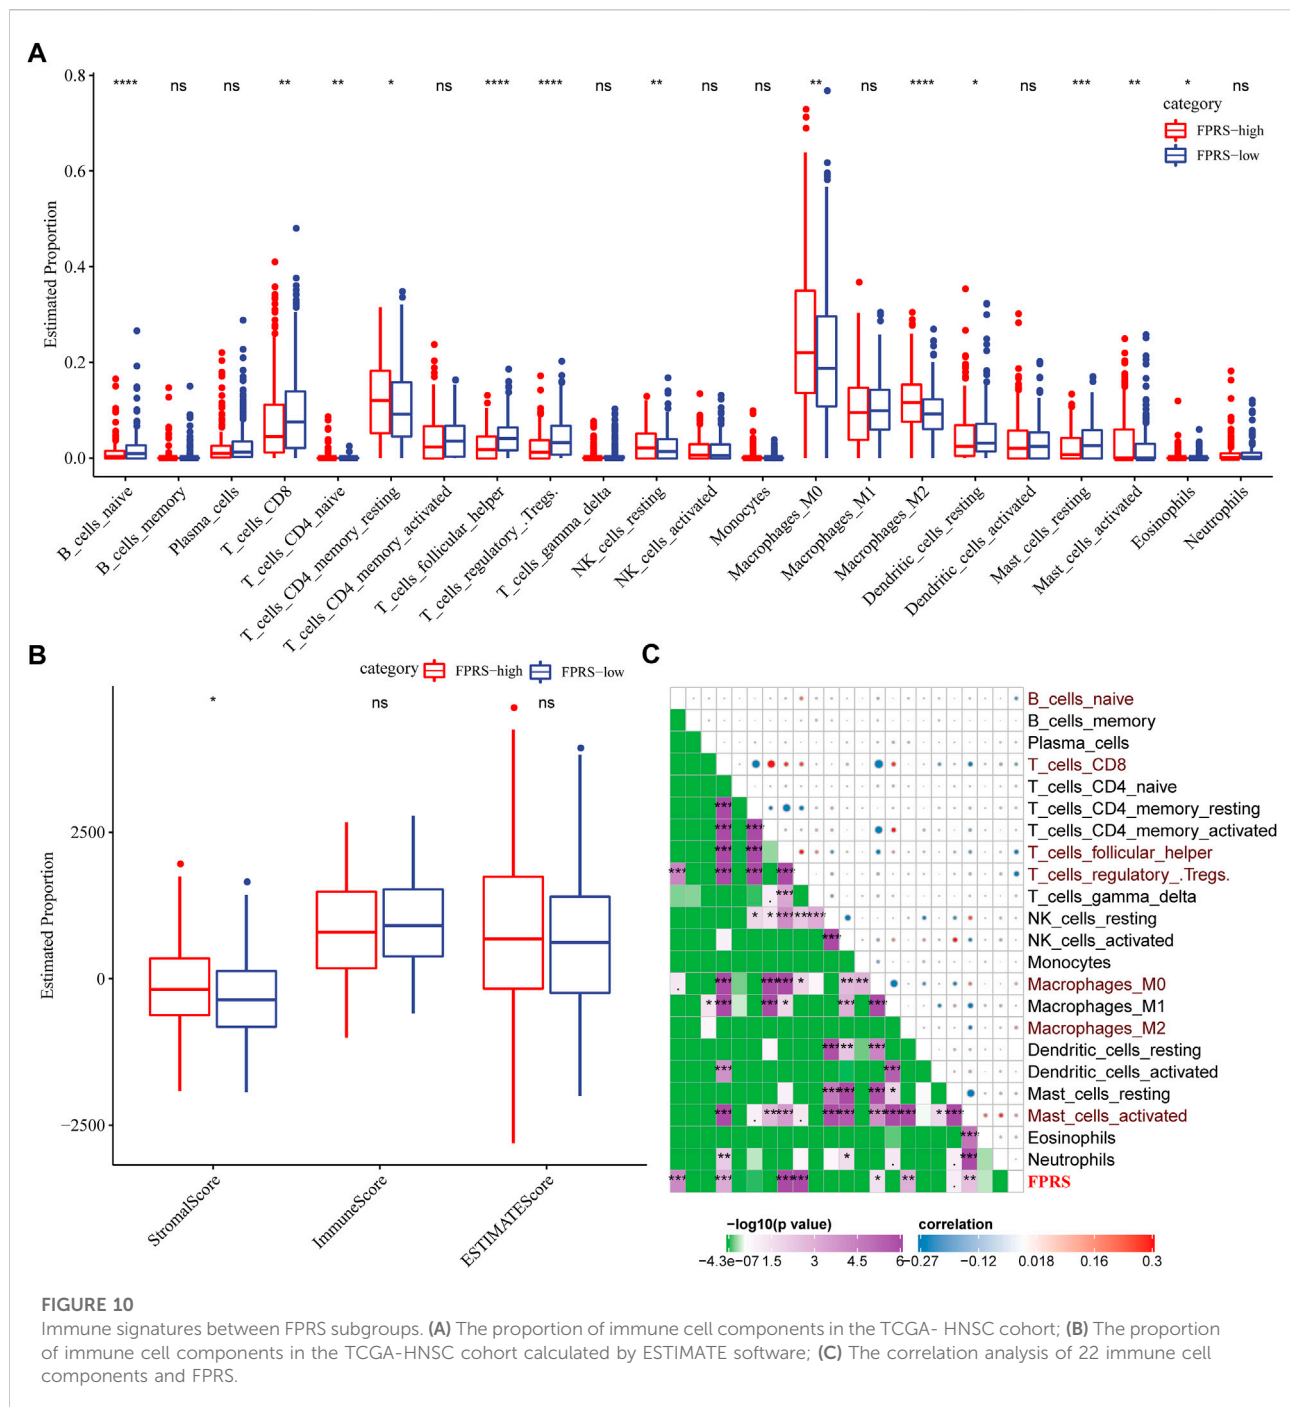 A
**** ns ns ** ** * ns **** **** ns ** ns ns ** ns **** * ns *** ** * ns
category
FPRS-high
FPRS-low
Estimated Proportion
0.8
0.6
0.4
0.2
0.0
B_cells_naive
B_cells_memory
Plasma_cells
T_cells_CD8
T_cells_CD4_naive
T_cells_CD4_memory_resting
T_cells_CD4_memory_activated
T_cells_follicular_helper
T_cells_regulatory_.Tregs.
T_cells_gamma_delta
NK_cells_resting
NK_cells_activated
Monocytes
Macrophages_M0
Macrophages_M1
Macrophages_M2
Dendritic_cells_resting
Dendritic_cells_activated
Mast_cells_resting
Mast_cells_activated
Eosinophils
Neutrophils
B
category FPRS-high FPRS-low
* ns ns
Estimated Proportion
2500
0
−2500
StromalScore
ImmuneScore
ESTIMATEScore
C
B_cells_naive
B_cells_memory
Plasma_cells
T_cells_CD8
T_cells_CD4_naive
T_cells_CD4_memory_resting
T_cells_CD4_memory_activated
T_cells_follicular_helper
T_cells_regulatory_.Tregs.
T_cells_gamma_delta
NK_cells_resting
NK_cells_activated
Monocytes
Macrophages_M0
Macrophages_M1
Macrophages_M2
Dendritic_cells_resting
Dendritic_cells_activated
Mast_cells_resting
Mast_cells_activated
Eosinophils
Neutrophils
FPRS
−log10(p value)
−4.3e−07 1.5 3 4.5 6
correlation
−0.27 −0.12 0.018 0.16 0.3
FIGURE 10
Immune signatures between FPRS subgroups. (A) The proportion of immune cell components in the TCGA- HNSC cohort; (B) The proportion
of immune cell components in the TCGA-HNSC cohort calculated by ESTIMATE software; (C) The correlation analysis of 22 immune cell
components and FPRS.